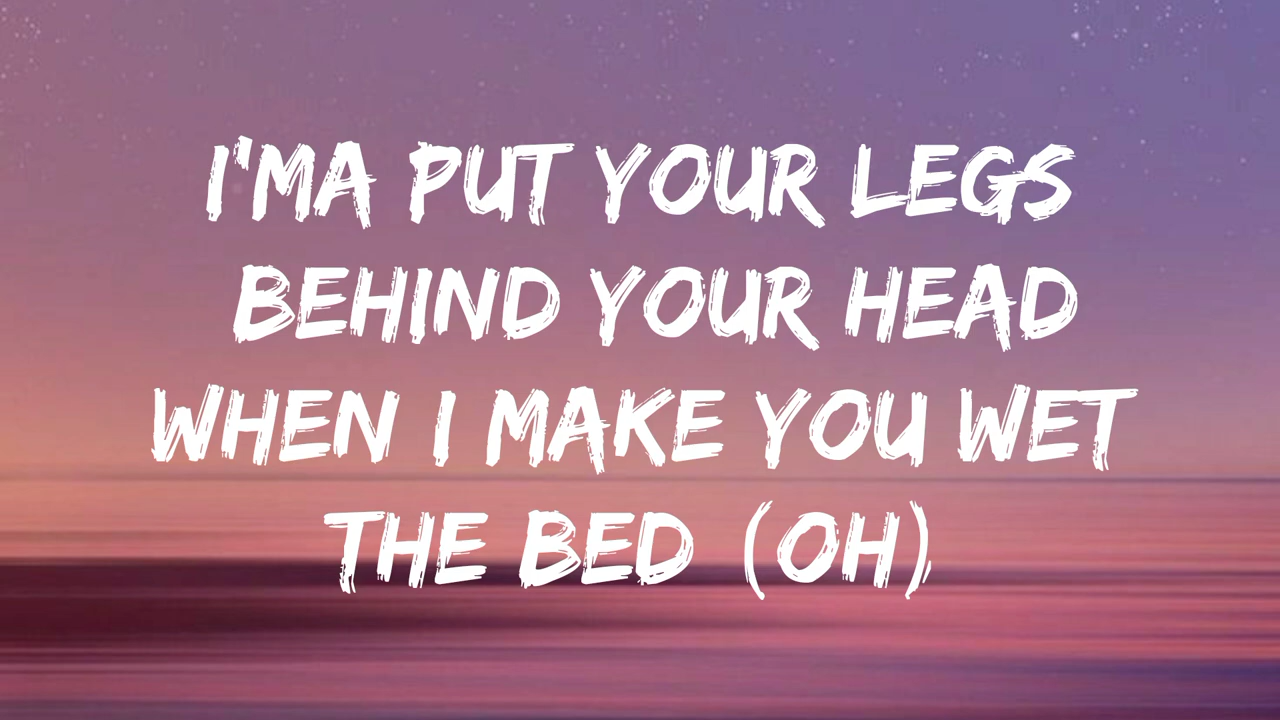 I'MA PUT YOUR LEGS
BEHIND YOUR HEAD
WHEN I MAKE YOU WET
THE BED (OH)